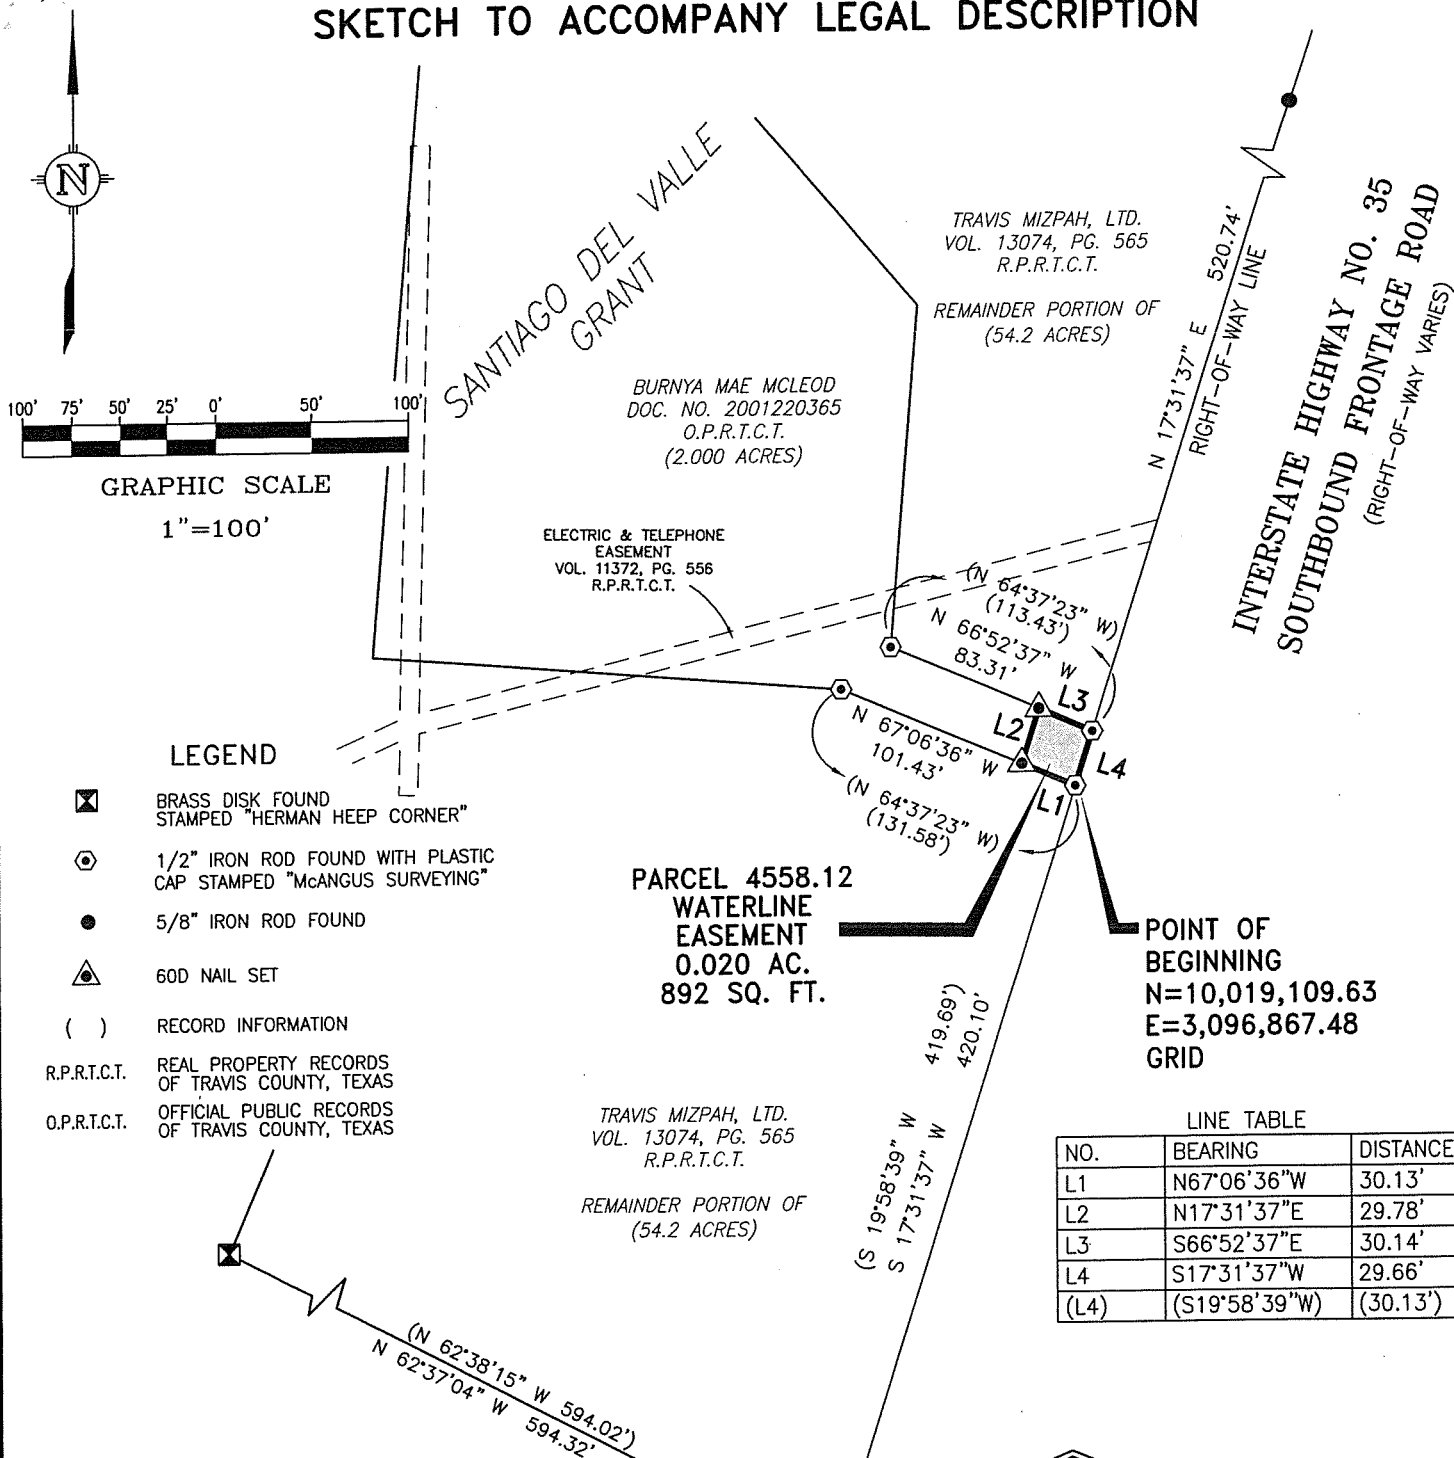 SKETCH TO ACCOMPANY LEGAL DESCRIPTION
N
SANTIAGO DEL VALLE
GRANT
TRAVIS MIZPAH, LTD.
VOL. 13074, PG. 565
R.P.R.T.C.T.
REMAINDER PORTION OF
(54.2 ACRES)
N 17°31'37" E 520.74'
RIGHT-OF-WAY LINE
INTERSTATE HIGHWAY NO. 35
SOUTHBOUND FRONTAGE ROAD
(RIGHT-OF-WAY VARIES)
100' 75' 50' 25' 0' 50' 100'
GRAPHIC SCALE
1"=100'
BURNYA MAE MCLEOD
DOC. NO. 2001220365
O.P.R.T.C.T.
(2.000 ACRES)
ELECTRIC & TELEPHONE
EASEMENT
VOL. 11372, PG. 556
R.P.R.T.C.T.
(N 64°37'23" W)
(113.43')
N 66°52'37" W
83.31'
L3
L2
L4
L1
N 67°06'36" W
101.43'
(N 64°37'23" W)
(131.58')
LEGEND
BRASS DISK FOUND
STAMPED "HERMAN HEEP CORNER"
1/2" IRON ROD FOUND WITH PLASTIC
CAP STAMPED "McANGUS SURVEYING"
5/8" IRON ROD FOUND
60D NAIL SET
( ) RECORD INFORMATION
R.P.R.T.C.T. REAL PROPERTY RECORDS
OF TRAVIS COUNTY, TEXAS
O.P.R.T.C.T. OFFICIAL PUBLIC RECORDS
OF TRAVIS COUNTY, TEXAS
PARCEL 4558.12
WATERLINE
EASEMENT
0.020 AC.
892 SQ. FT.
POINT OF
BEGINNING
N=10,019,109.63
E=3,096,867.48
GRID
(S 19°58'39" W 419.69')
S 17°31'37" W 420.10'
TRAVIS MIZPAH, LTD.
VOL. 13074, PG. 565
R.P.R.T.C.T.
REMAINDER PORTION OF
(54.2 ACRES)
LINE TABLE
NO. BEARING DISTANCE
L1 N67°06'36"W 30.13'
L2 N17°31'37"E 29.78'
L3 S66°52'37"E 30.14'
L4 S17°31'37"W 29.66'
(L4) (S19°58'39"W) (30.13')
(N 62°38'15" W 594.02')
N 62°37'04" W 594.32'